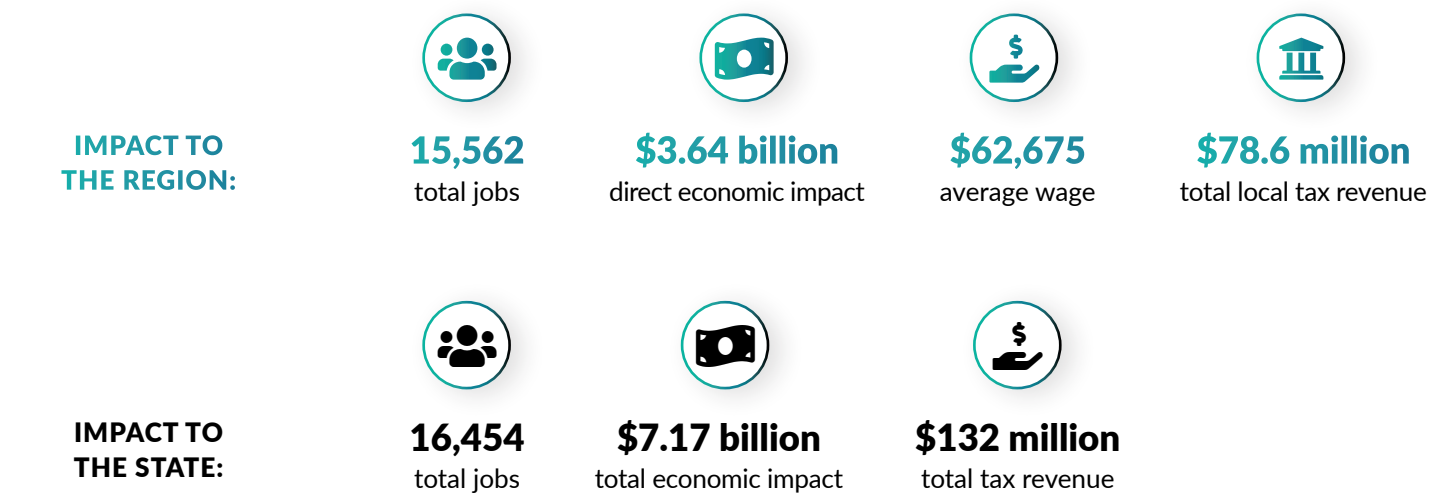 IMPACT TO
THE REGION:
15,562
total jobs
$3.64 billion
direct economic impact
$62,675
average wage
$78.6 million
total local tax revenue
IMPACT TO
THE STATE:
16,454
total jobs
$7.17 billion
total economic impact
$132 million
total tax revenue